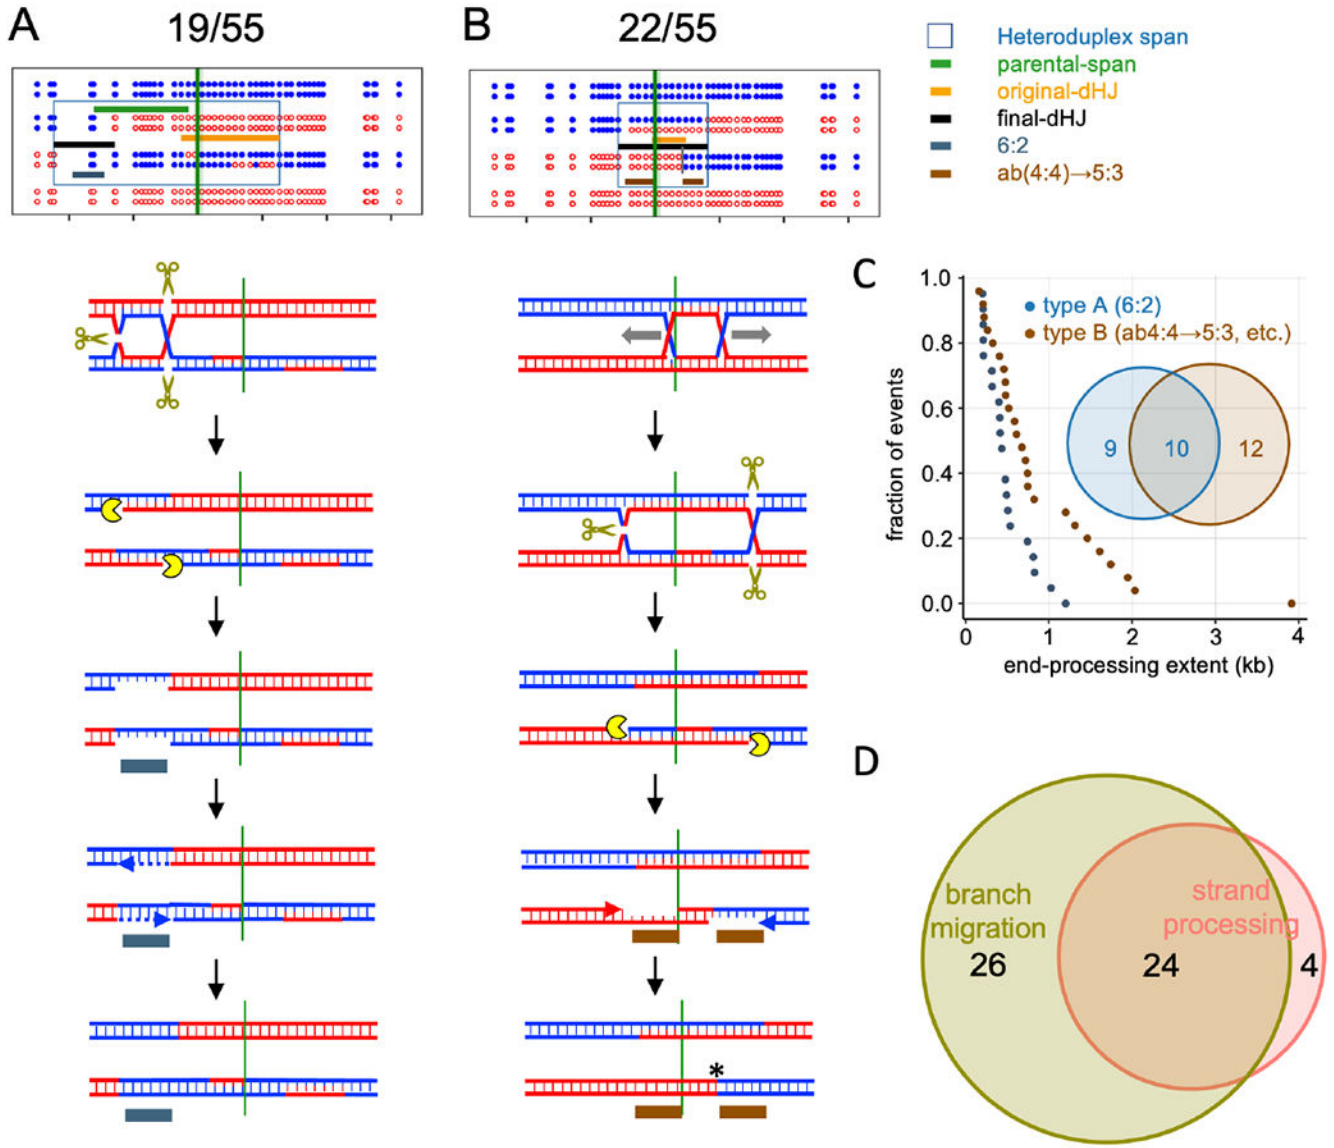 A
19/55
B
22/55
Heteroduplex span
parental-span
original-dHJ
final-dHJ
6:2
ab(4:4)→5:3
C
1.0
0.8
0.6
0.4
0.2
0.0
fraction of events
type A (6:2)
type B (ab4:4→5:3, etc.)
9
10
12
0
1
2
3
4
end-processing extent (kb)
D
branch
migration
26
strand
processing
24
4
*